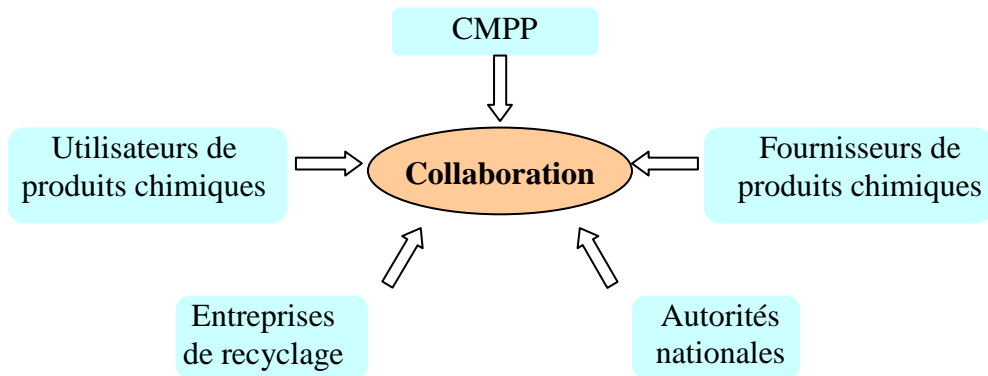 CMPP
Utilisateurs de
produits chimiques
Collaboration
Fournisseurs de
produits chimiques
Entreprises
de recyclage
Autorités
nationales